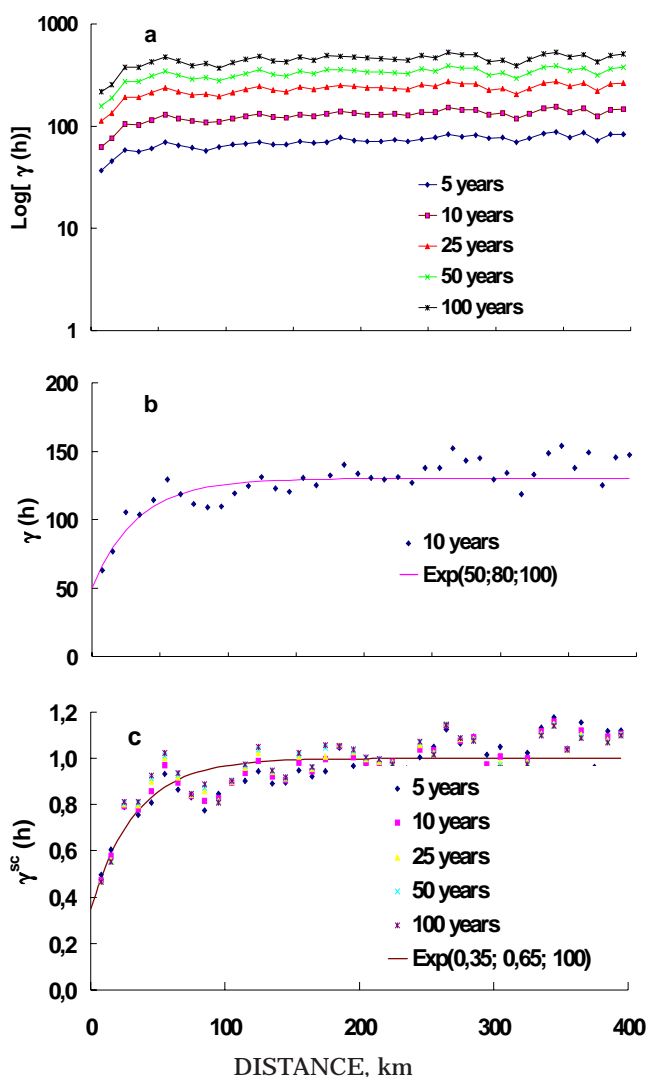 a
1000
100
10
1
Log[ γ (h)]
5 years
10 years
25 years
50 years
100 years
b
200
150
100
50
0
γ (h)
10 years
Exp(50;80;100)
c
1,2
1,0
0,8
0,6
0,4
0,2
0,0
γsc (h)
5 years
10 years
25 years
50 years
100 years
Exp(0,35; 0,65; 100)
0 100 200 300 400
DISTANCE, km